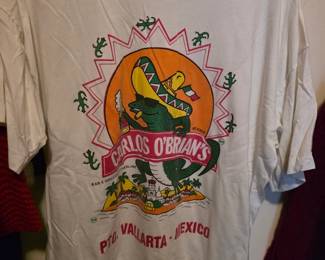 CARLOS O'BRIAN'S
PTO. VALLARTA - MEXICO